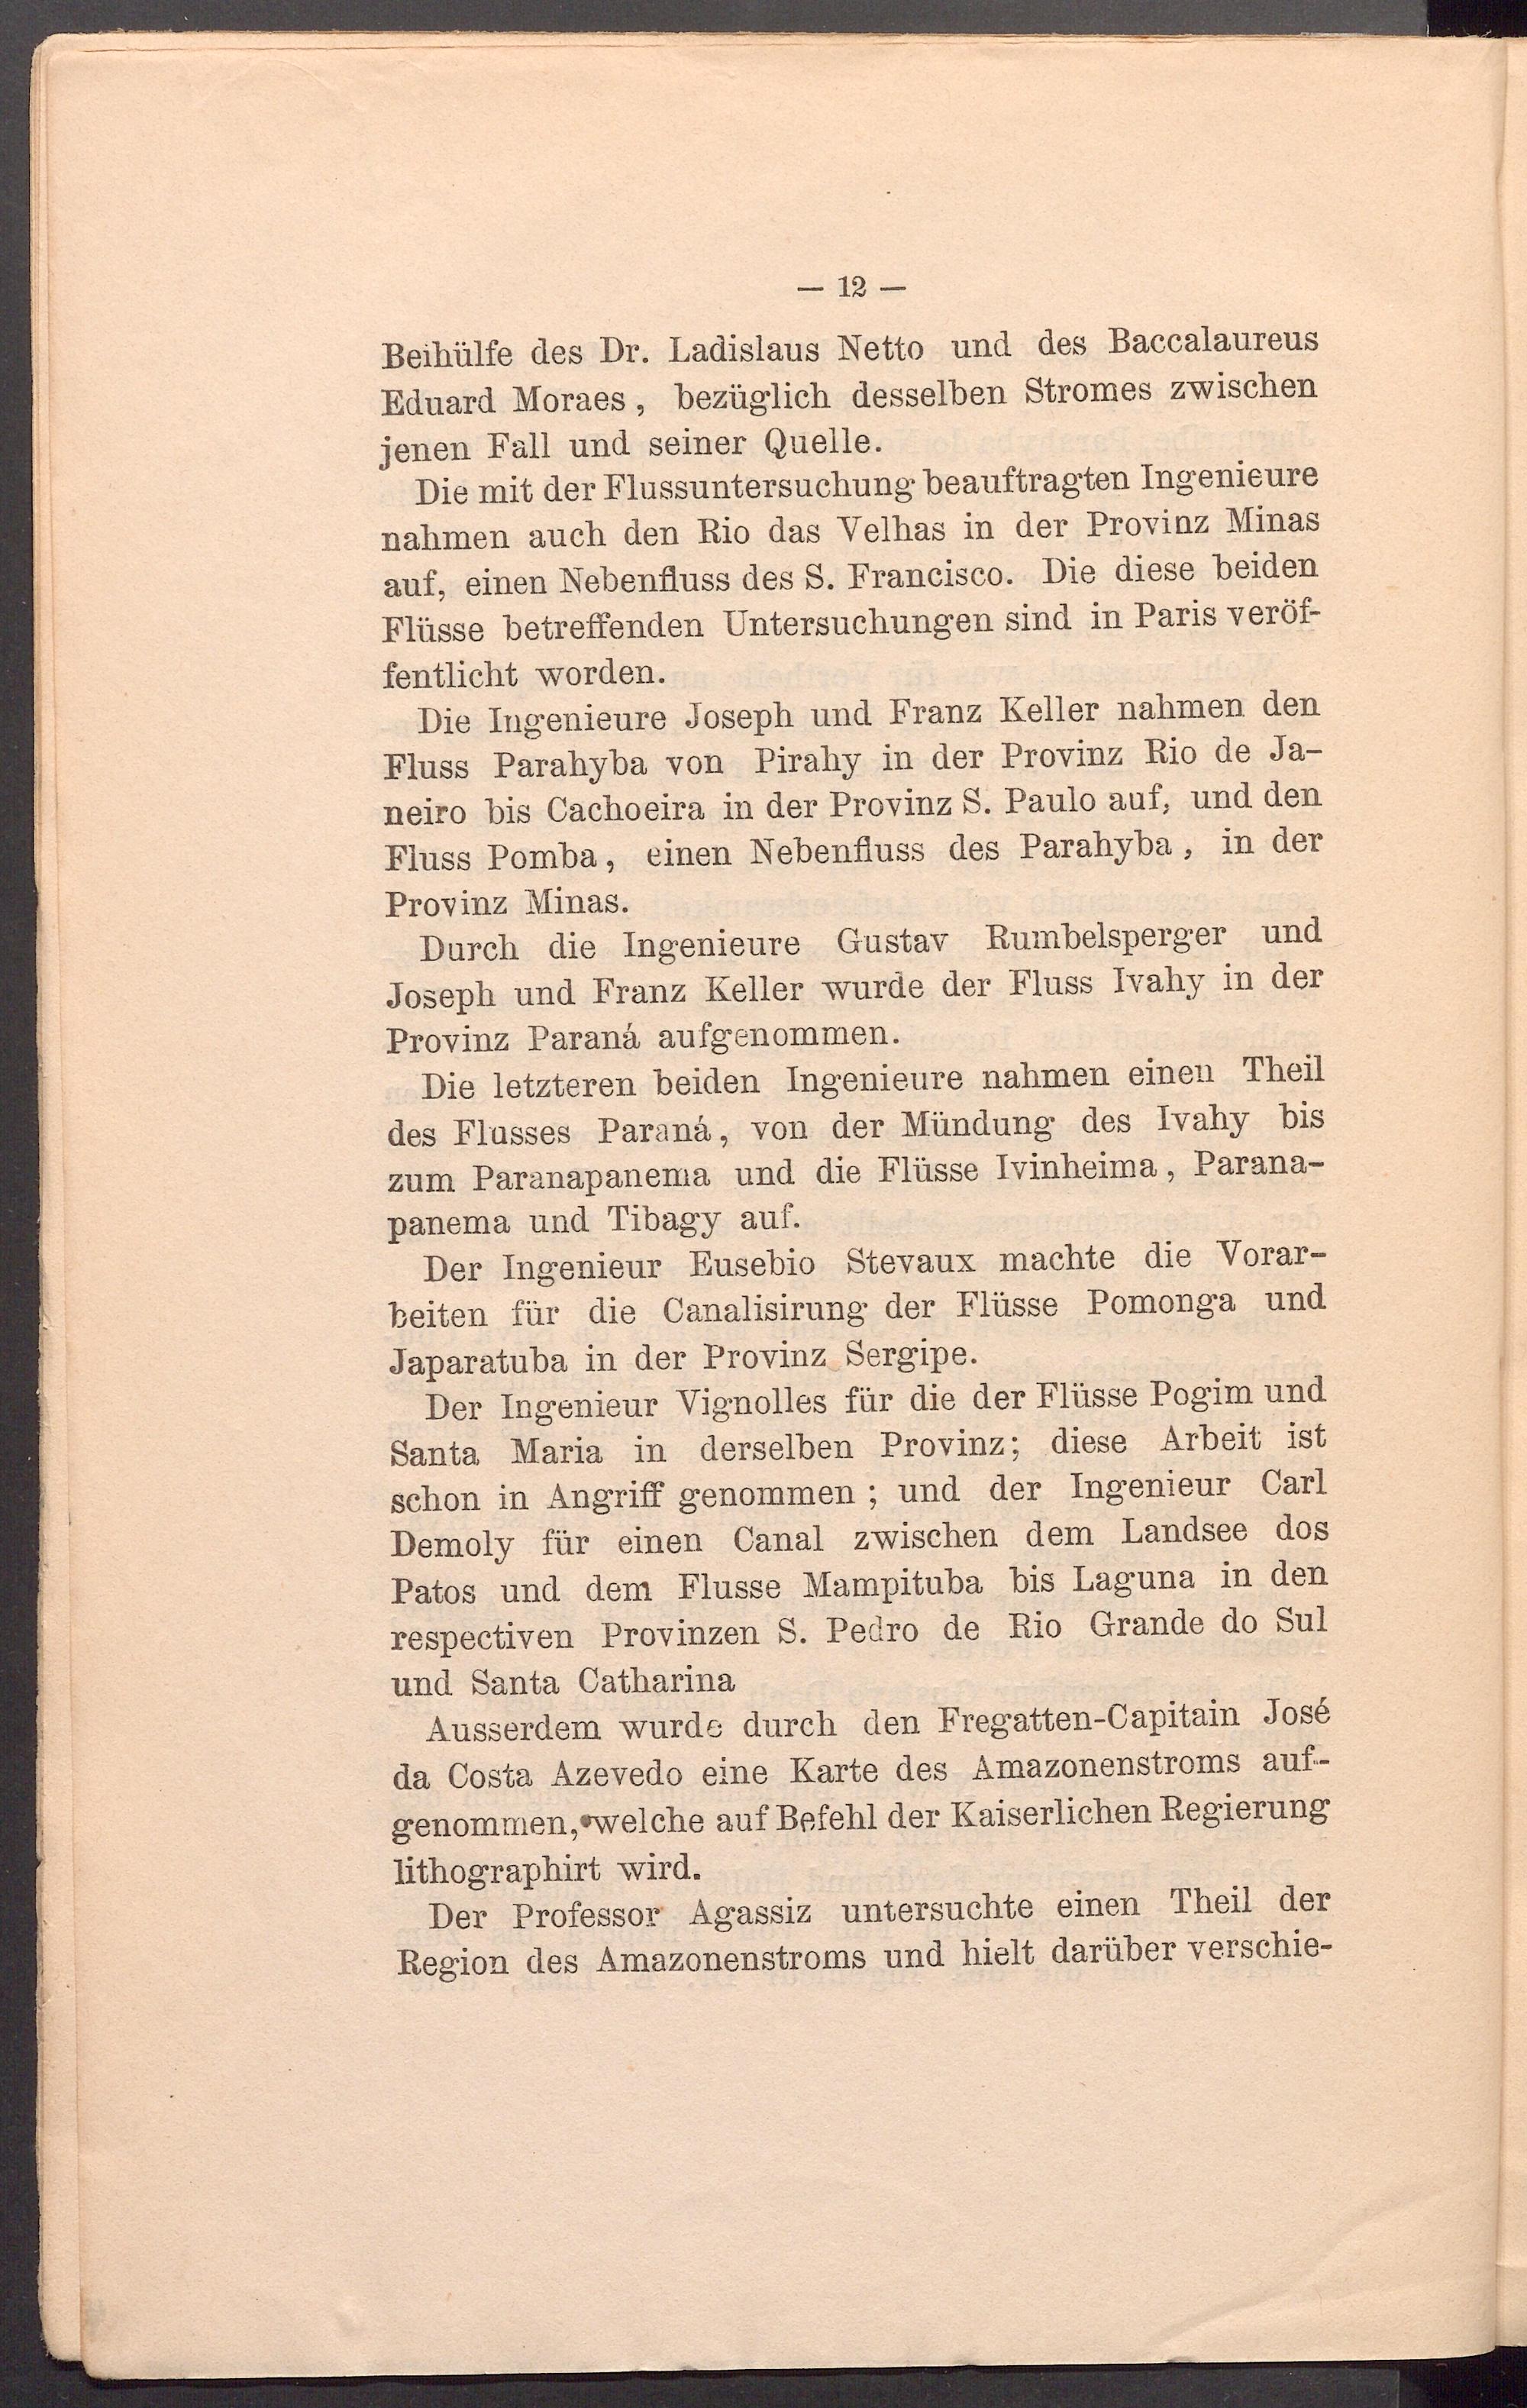 — 12 —
Beihülfe des Dr. Ladislaus Netto und des Baccalaureus
Eduard Moraes, bezüglich desselben Stromes zwischen
jenen Fall und seiner Quelle.
Die mit der Flussuntersuchung beauftragten Ingenieure
nahmen auch den Rio das Velhas in der Provinz Minas
auf, einen Nebenfluss des S. Francisco. Die diese beiden
Flüsse betreffenden Untersuchungen sind in Paris veröf-
fentlicht worden.
Die Ingenieure Joseph und Franz Keller nahmen den
Fluss Parahyba von Pirahy in der Provinz Rio de Ja-
neiro bis Cachoeira in der Provinz S. Paulo auf, und den
Fluss Pomba, einen Nebenfluss des Parahyba, in der
Provinz Minas.
Durch die Ingenieure Gustav Rumbelsperger und
Joseph und Franz Keller wurde der Fluss Ivahy in der
Provinz Paraná aufgenommen.
Die letzteren beiden Ingenieure nahmen einen Theil
des Flusses Paraná, von der Mündung des Ivahy bis
zum Paranapanema und die Flüsse Ivinheima, Parana-
panema und Tibagy auf.
Der Ingenieur Eusebio Stevaux machte die Vorar-
beiten für die Canalisirung der Flüsse Pomonga und
Japaratuba in der Provinz Sergipe.
Der Ingenieur Vignolles für die der Flüsse Pogim und
Santa Maria in derselben Provinz; diese Arbeit ist
schon in Angriff genommen; und der Ingenieur Carl
Demoly für einen Canal zwischen dem Landsee dos
Patos und dem Flusse Mampituba bis Laguna in den
respectiven Provinzen S. Pedro de Rio Grande do Sul
und Santa Catharina
Ausserdem wurde durch den Fregatten-Capitain José
da Costa Azevedo eine Karte des Amazonenstroms auf-
genommen, welche auf Befehl der Kaiserlichen Regierung
lithographirt wird.
Der Professor Agassiz untersuchte einen Theil der
Region des Amazonenstroms und hielt darüber verschie-